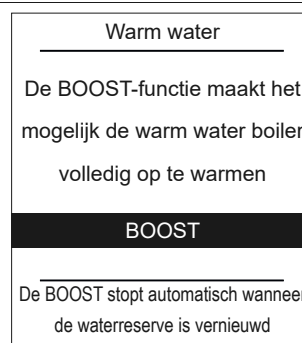 Warm water
De BOOST-functie maakt het
mogelijk de warm water boiler
volledig op te warmen
BOOST
De BOOST stopt automatisch wanneer
de waterreserve is vernieuwd